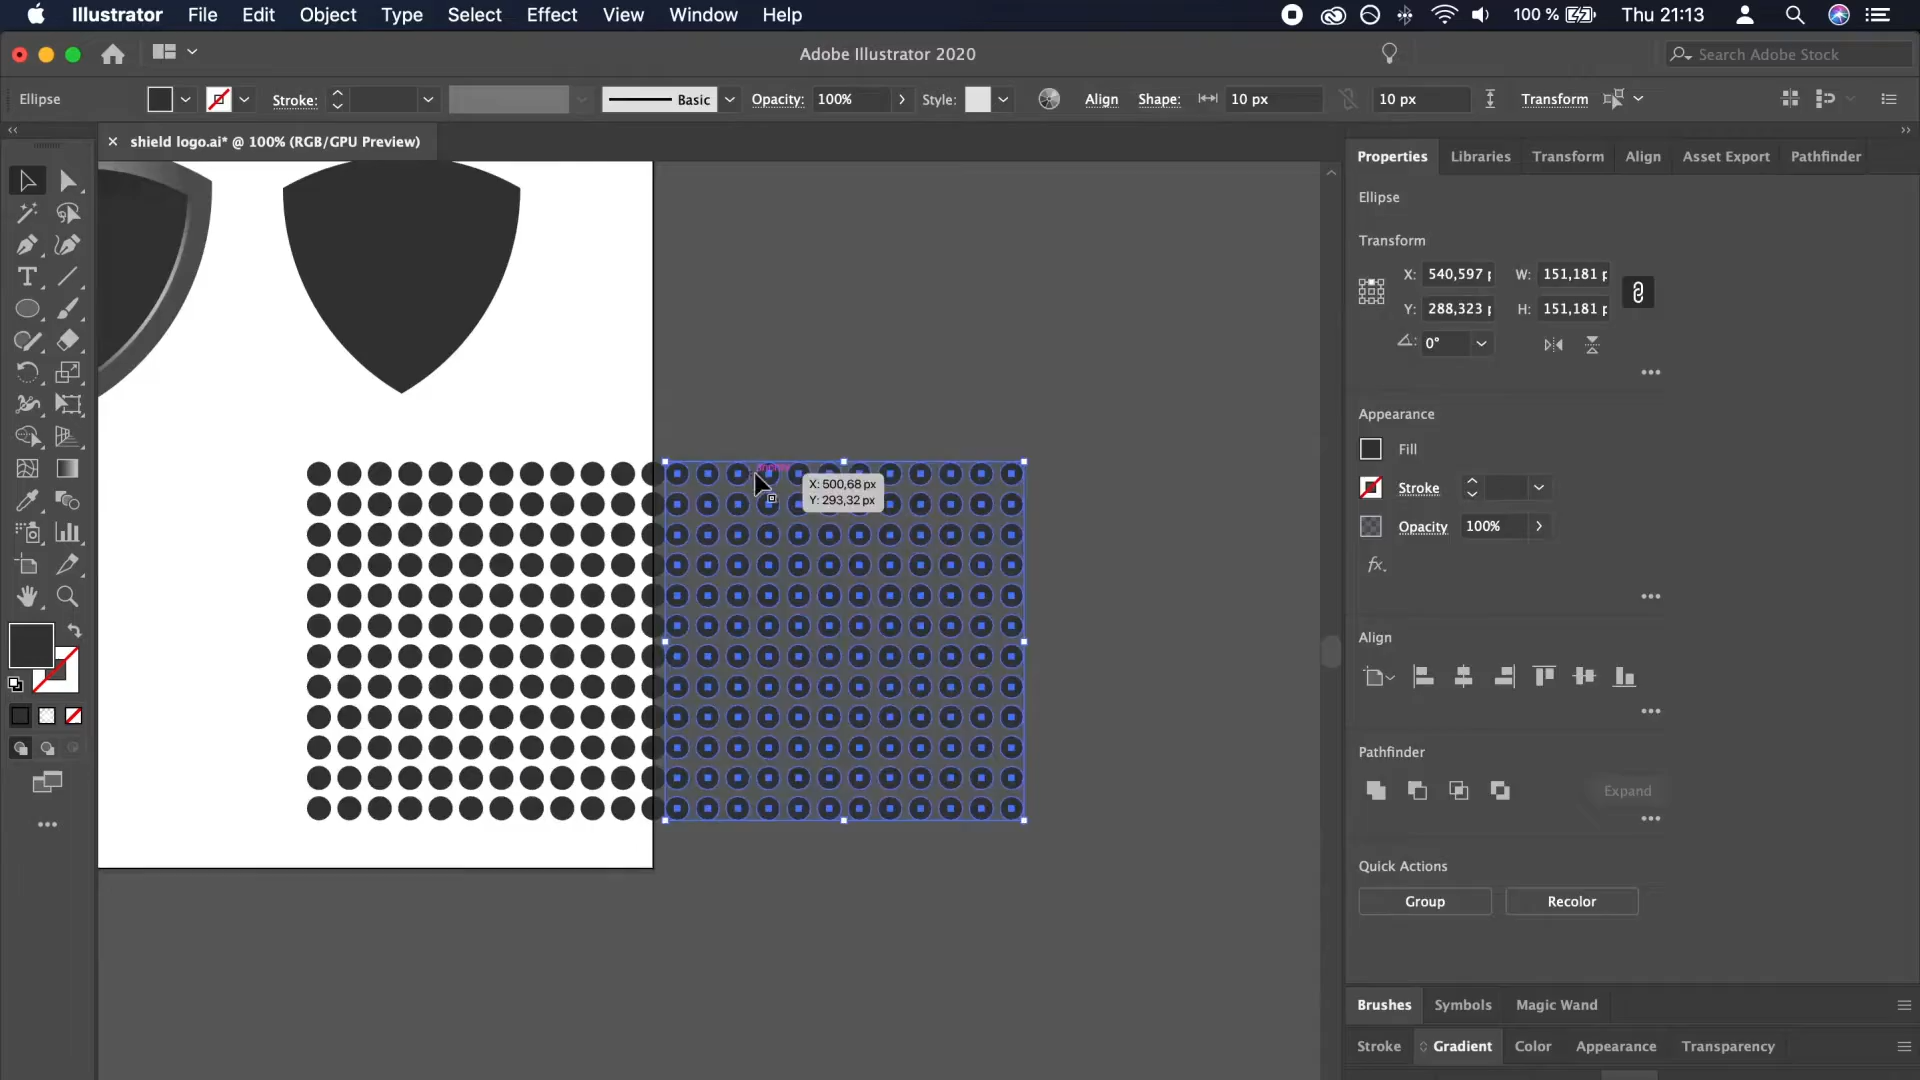 Illustrator File Edit Object Type Select Effect View Window Help 100 % Thu 21:13
Adobe Illustrator 2020 Search Adobe Stock
Ellipse Stroke: Basic Opacity: 100% Style: Align Shape: 10 px 10 px Transform
× shield logo.ai* @ 100% (RGB/GPU Preview)
Properties Libraries Transform Align Asset Export Pathfinder
Ellipse
Transform
X: 540,597 p W: 151,181 p
Y: 288,323 p H: 151,181 p
0°
Appearance
Fill
Stroke
Opacity 100%
fx.
X: 500,68 px
Y: 293,32 px
Align
Pathfinder
Expand
Quick Actions
Group Recolor
Brushes Symbols Magic Wand
Stroke Gradient Color Appearance Transparency